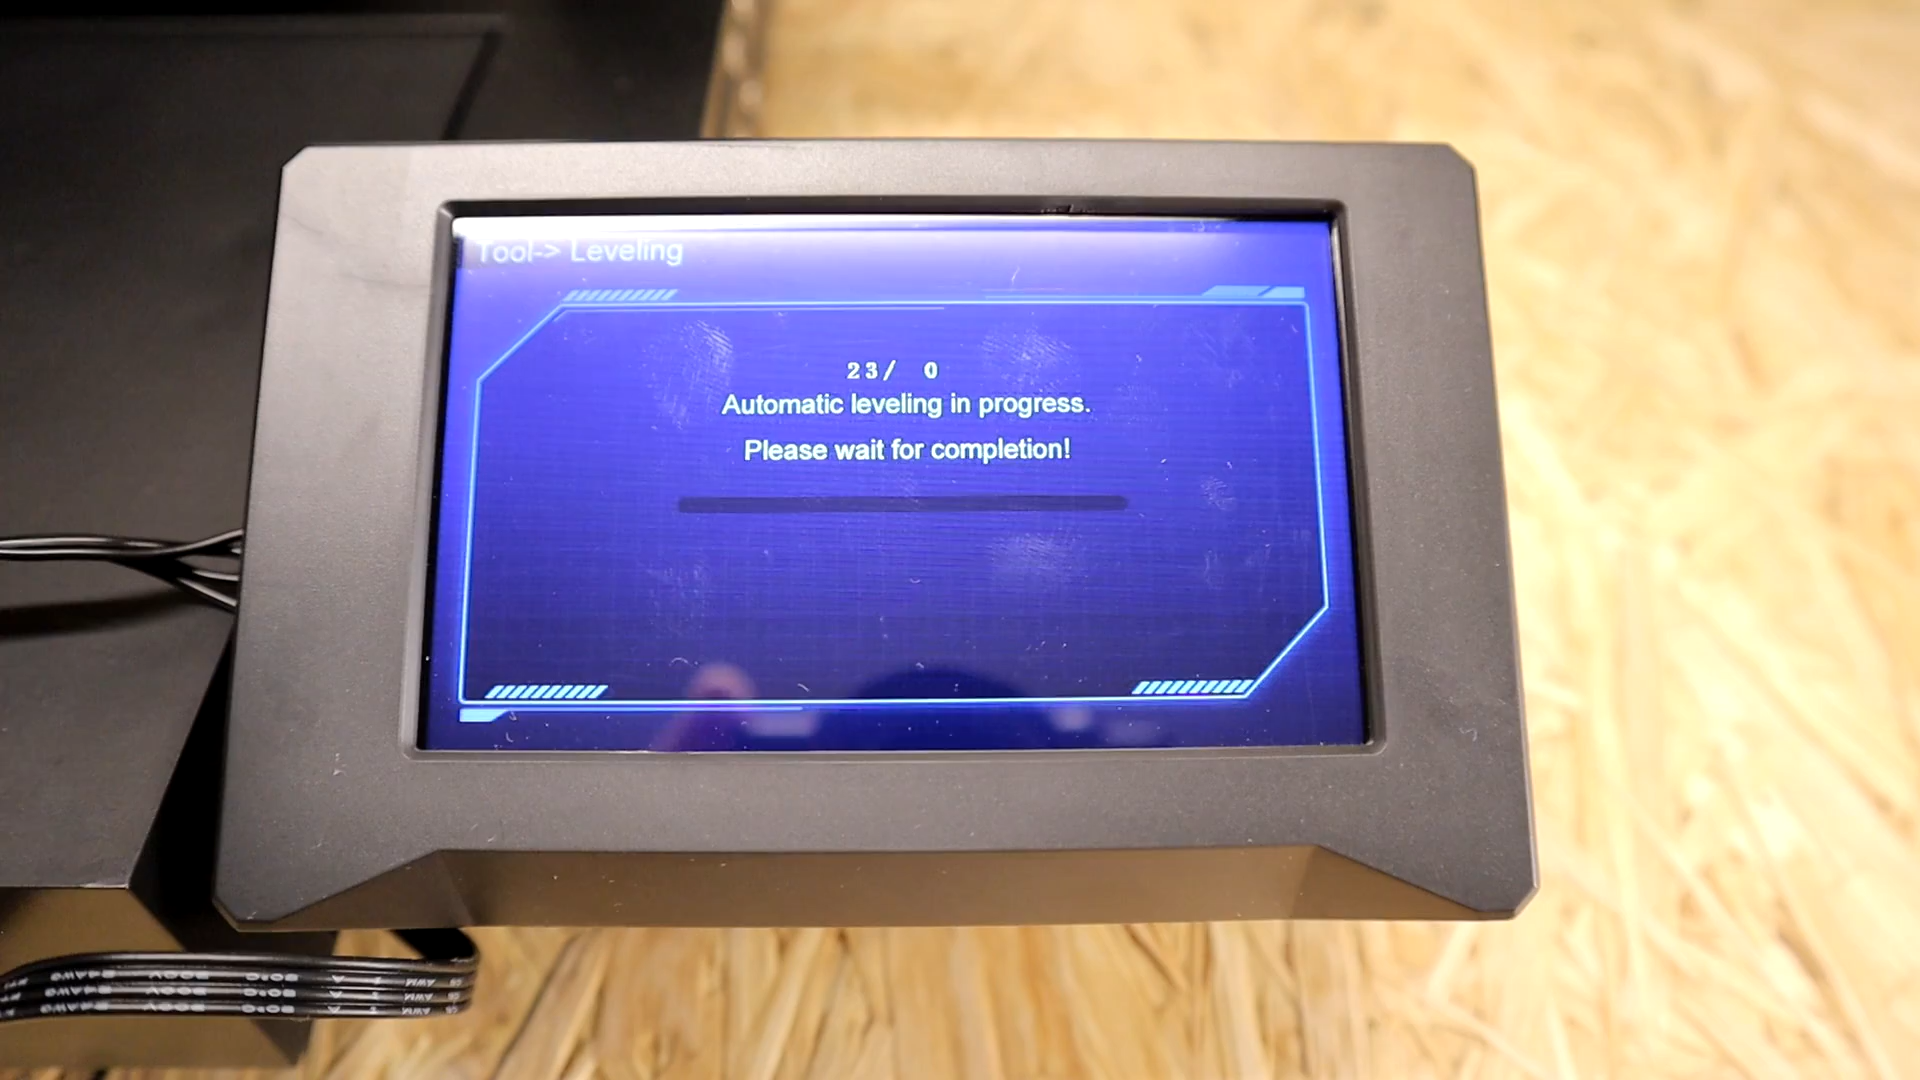 Tool-> Leveling
23/ 0
Automatic leveling in progress.
Please wait for completion!